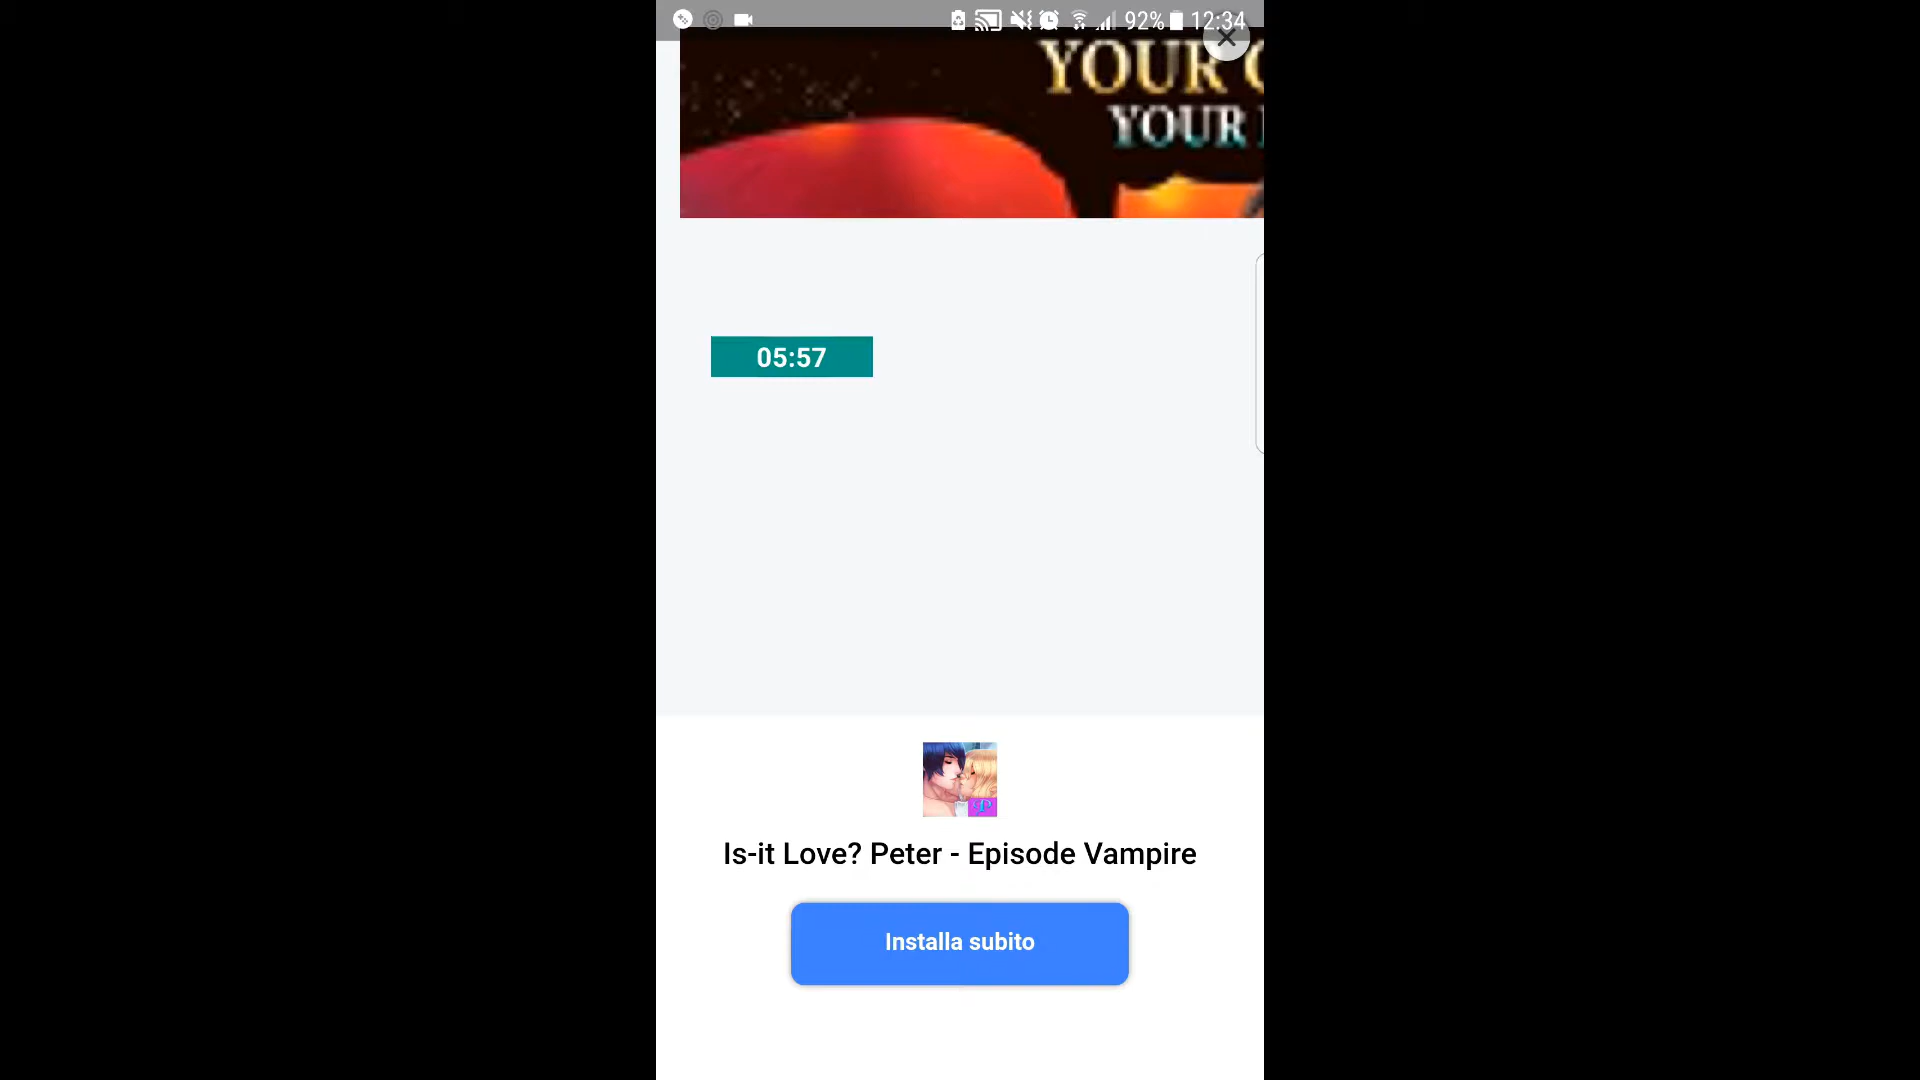 92% 12:34
YOUR
YOUR
05:57
P
Is-it Love? Peter - Episode Vampire
Installa subito